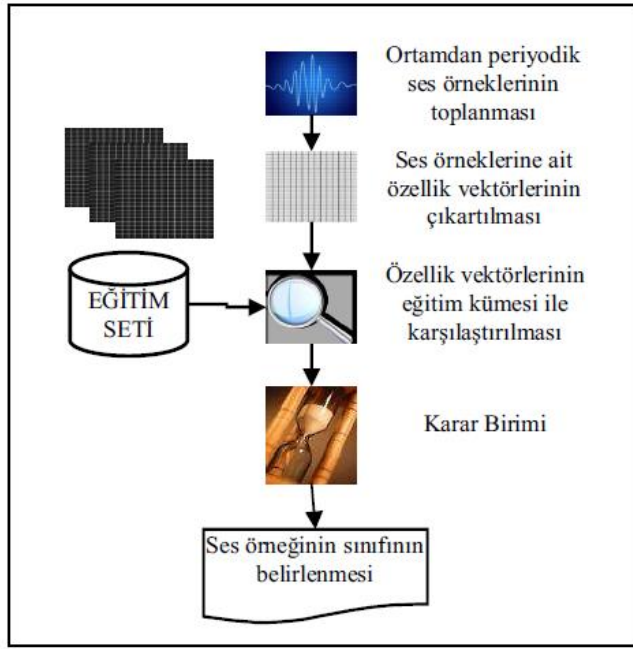 Ortamdan periyodik
ses örneklerinin
toplanması
Ses örneklerine ait
özellik vektörlerinin
çıkartılması
EĞİTİM
SETİ
Özellik vektörlerinin
eğitim kümesi ile
karşılaştırılması
Karar Birimi
Ses örneğinin sınıfının
belirlenmesi